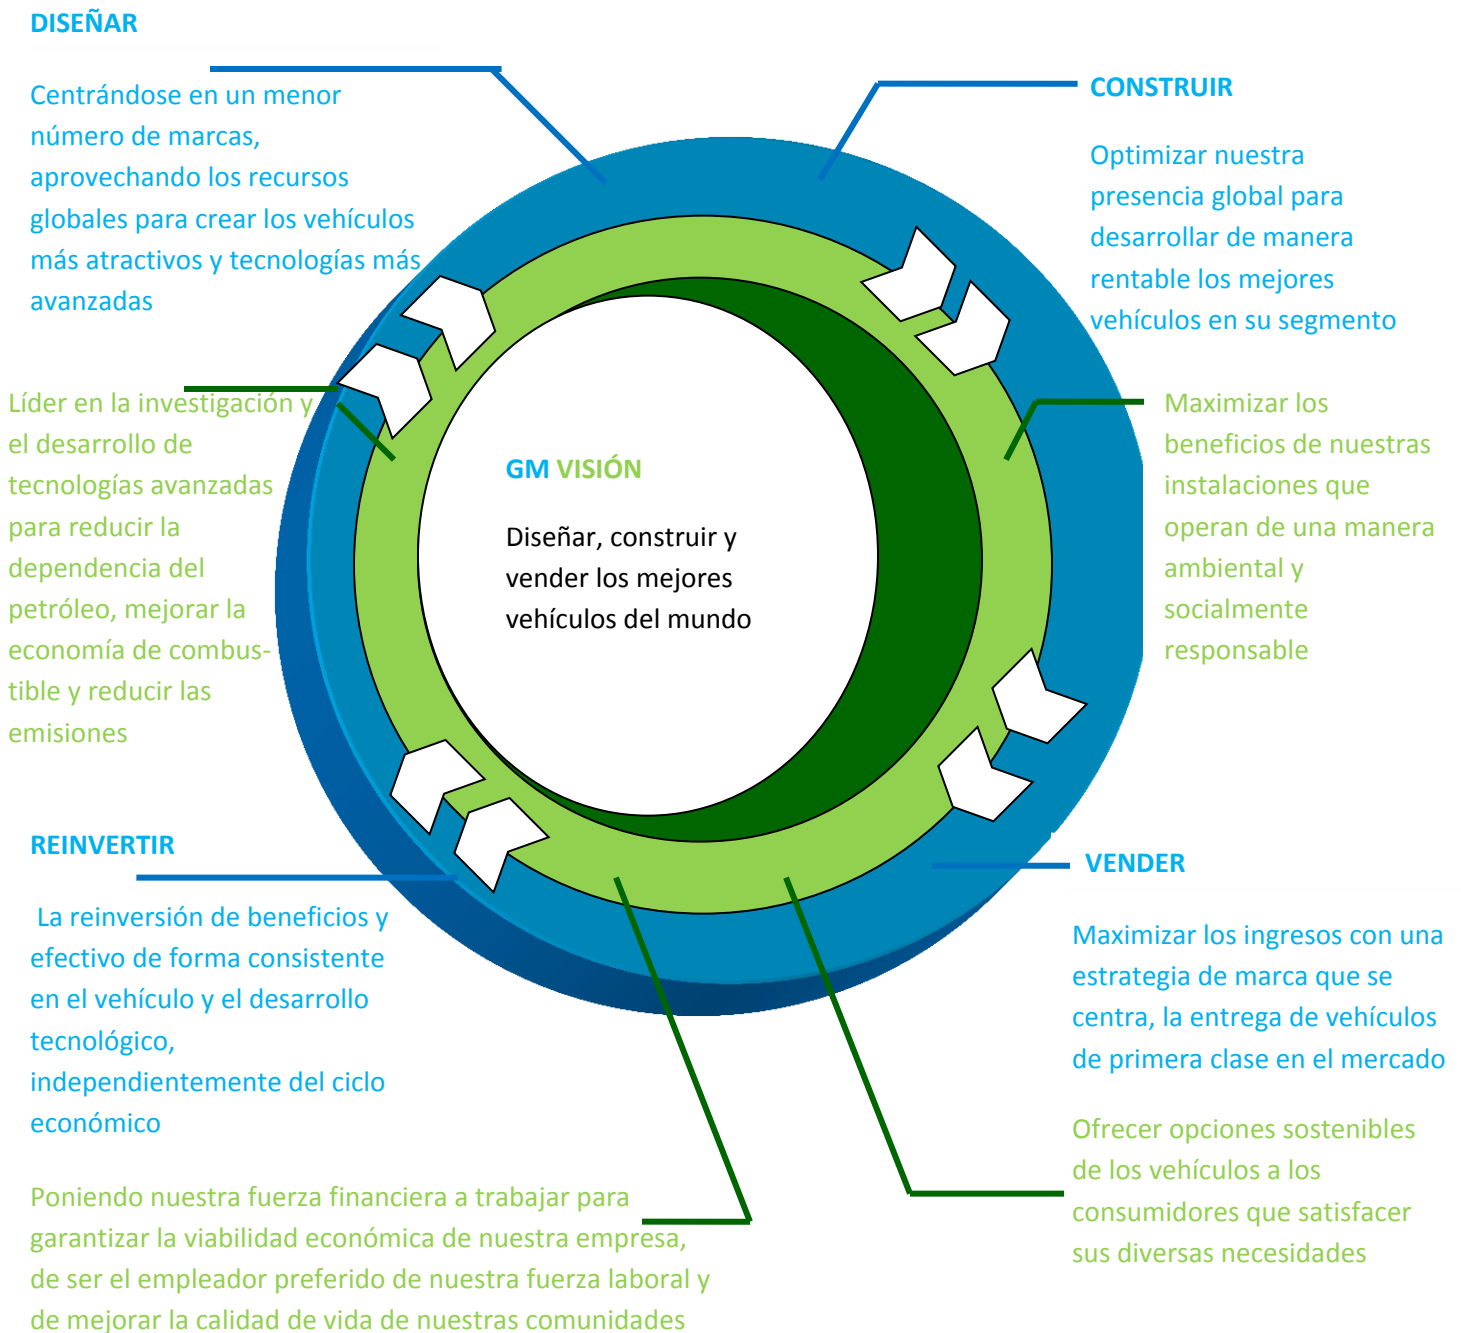 DISEÑAR
Centrándose en un menor
número de marcas,
aprovechando los recursos
globales para crear los vehículos
más atractivos y tecnologías más
avanzadas
CONSTRUIR
Optimizar nuestra
presencia global para
desarrollar de manera
rentable los mejores
vehículos en su segmento
Líder en la investigación y
el desarrollo de
tecnologías avanzadas
para reducir la
dependencia del
petróleo, mejorar la
economía de combus-
tible y reducir las
emisiones
GM VISIÓN
Diseñar, construir y
vender los mejores
vehículos del mundo
Maximizar los
beneficios de nuestras
instalaciones que
operan de una manera
ambiental y
socialmente
responsable
REINVERTIR
La reinversión de beneficios y
efectivo de forma consistente
en el vehículo y el desarrollo
tecnológico,
independientemente del ciclo
económico
VENDER
Maximizar los ingresos con una
estrategia de marca que se
centra, la entrega de vehículos
de primera clase en el mercado
Poniendo nuestra fuerza financiera a trabajar para
garantizar la viabilidad económica de nuestra empresa,
de ser el empleador preferido de nuestra fuerza laboral y
de mejorar la calidad de vida de nuestras comunidades
Ofrecer opciones sostenibles
de los vehículos a los
consumidores que satisfacer
sus diversas necesidades